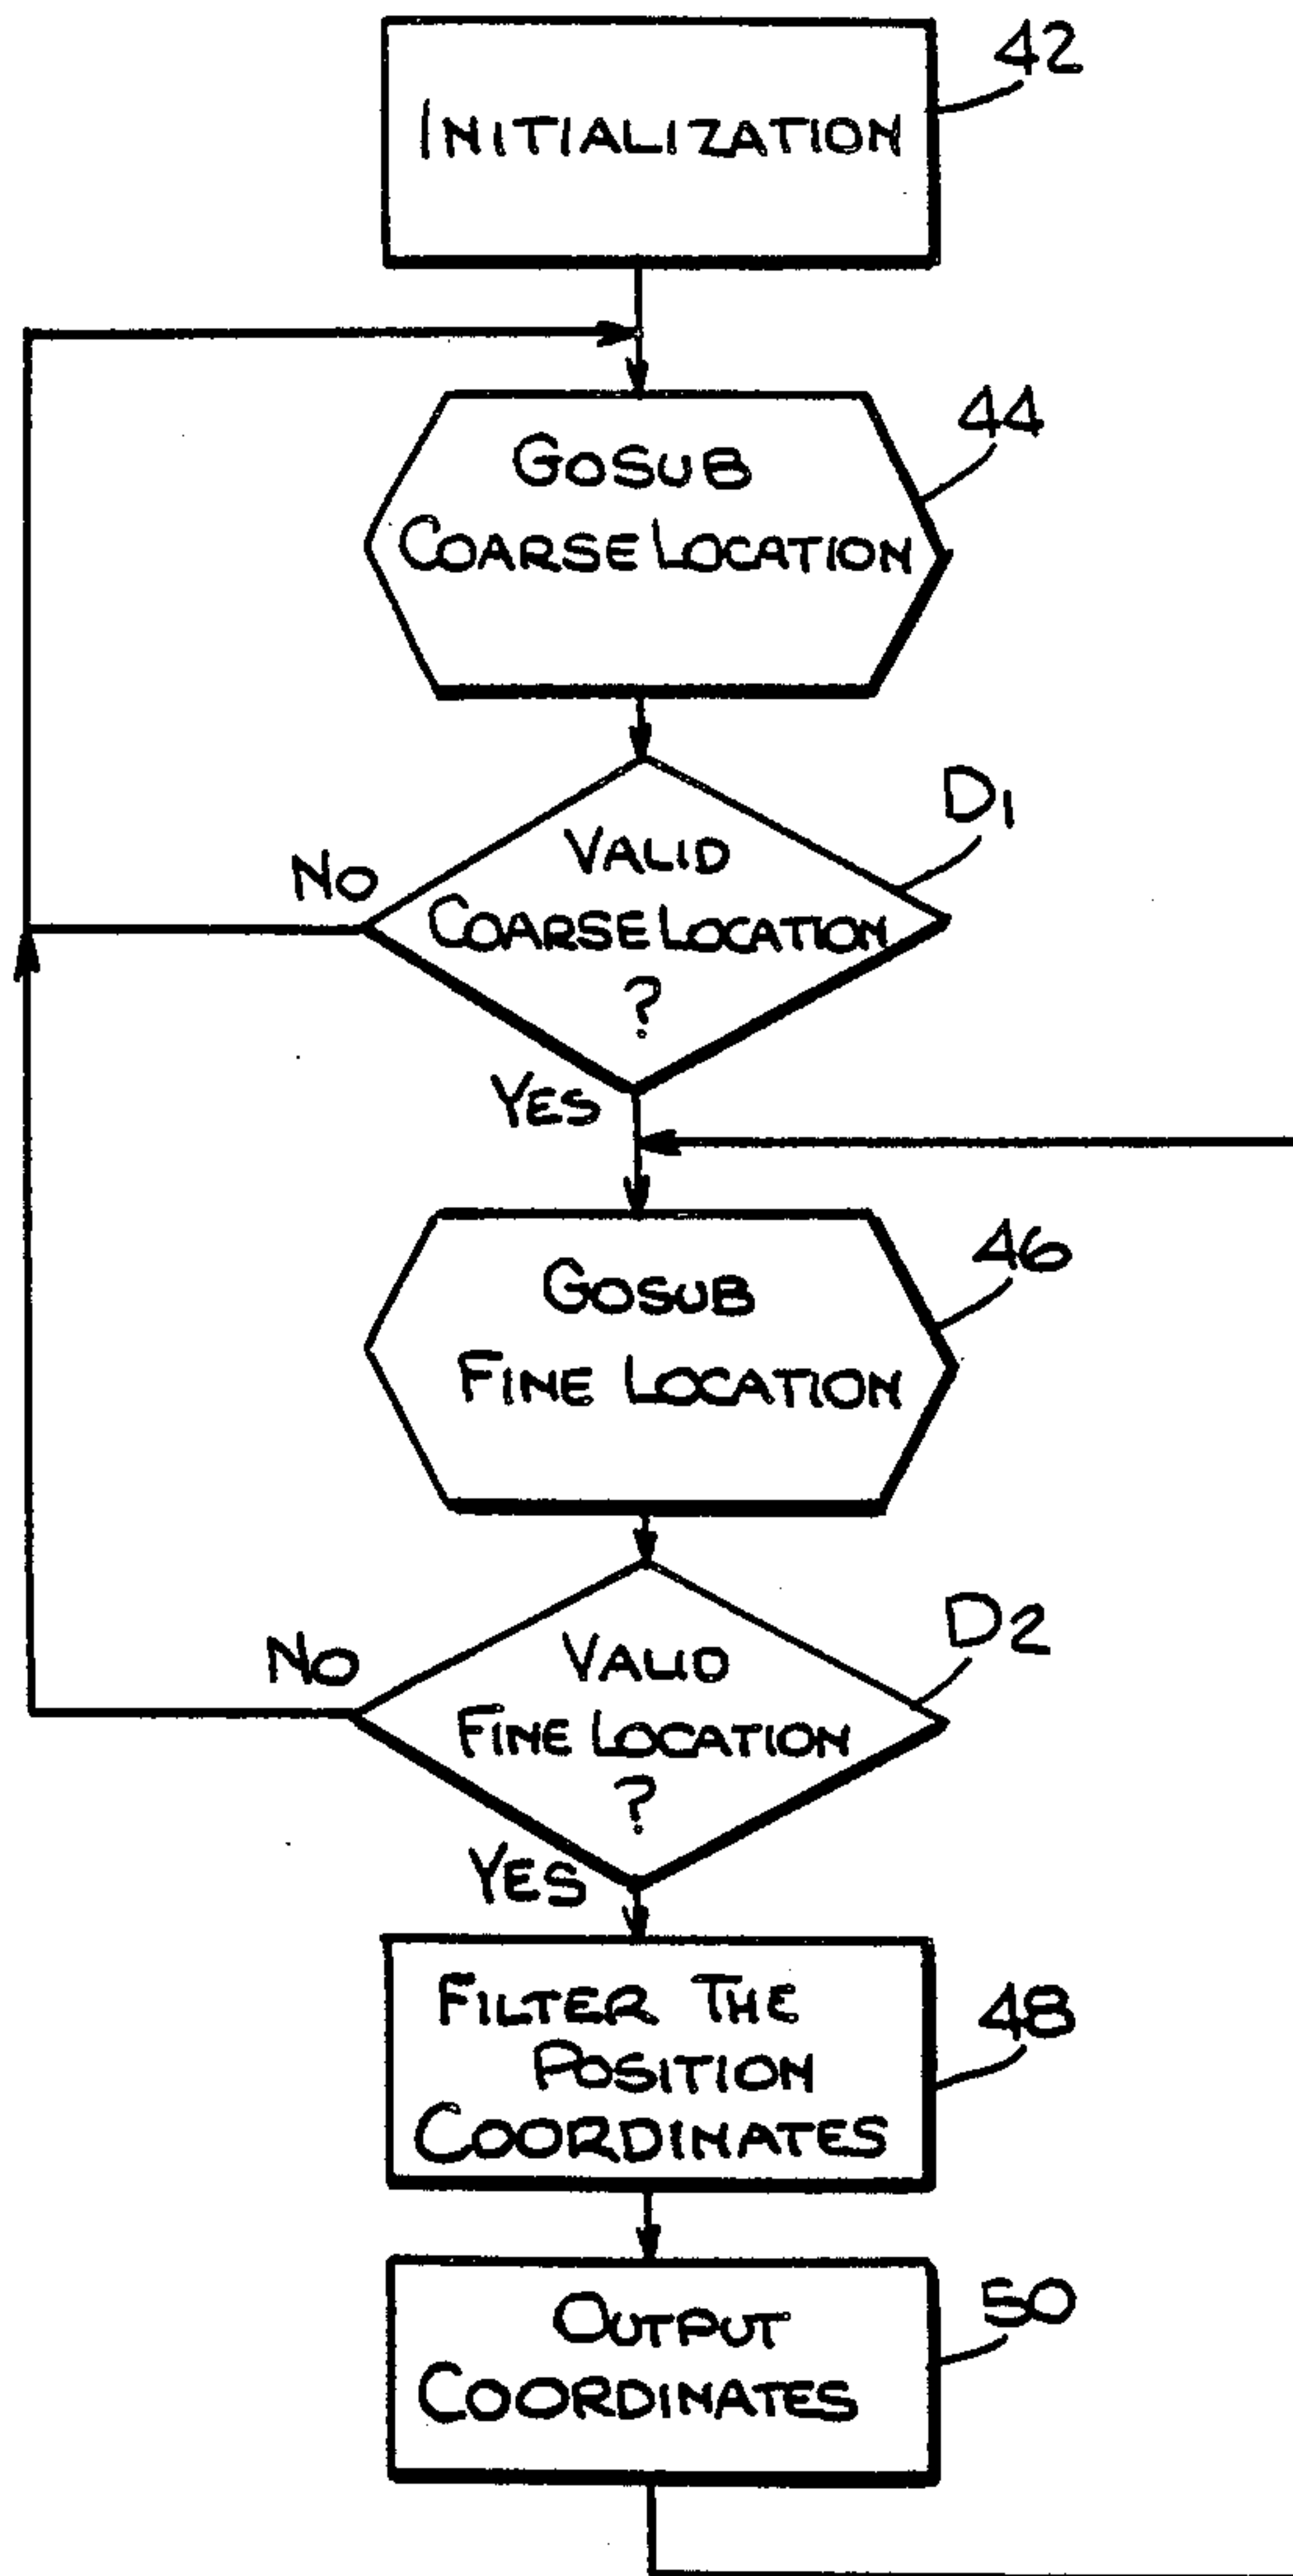 42
INITIALIZATION
44
GOSUB
COARSE LOCATION
D1
VALID
NO
COARSE LOCATION
?
YES
46
GOSUB
FINE LOCATION
D2
VALID
NO
FINE LOCATION
?
YES
FILTER THE
48
POSITION
COORDINATES
50
OUTPUT
COORDINATES